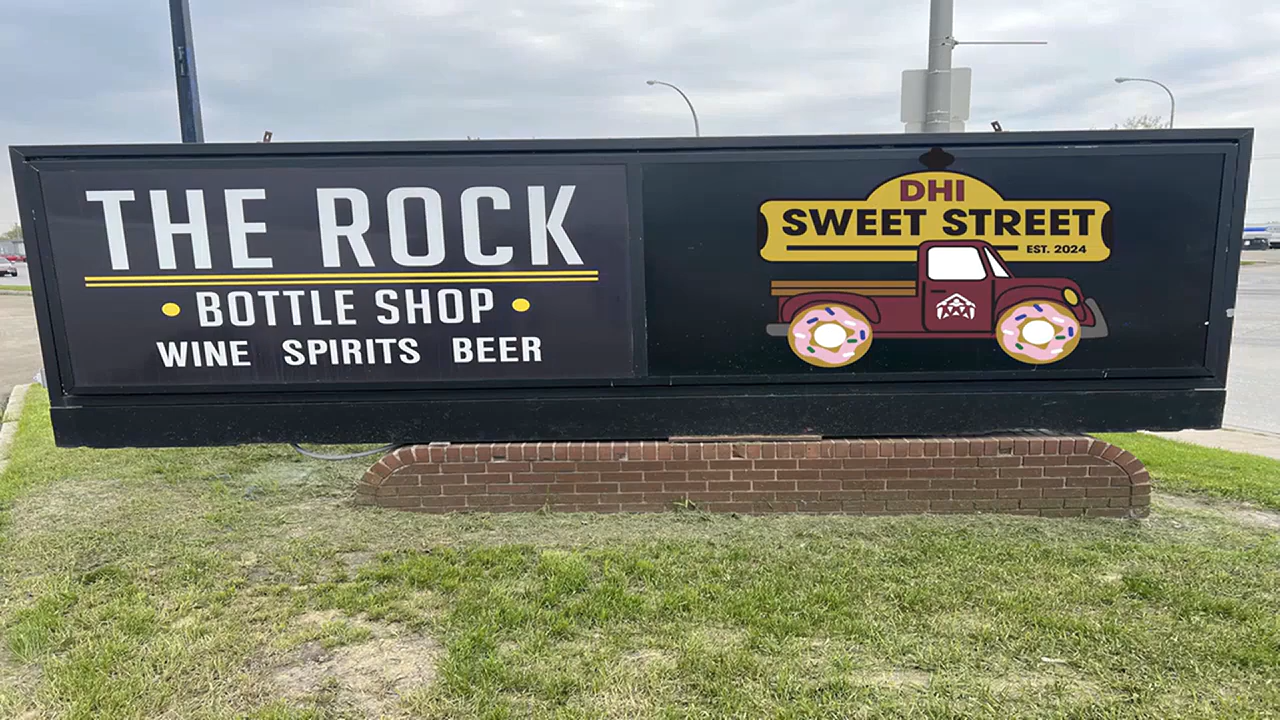 THE ROCK
BOTTLE SHOP
WINE SPIRITS BEER
DHI
SWEET STREET
EST. 2024